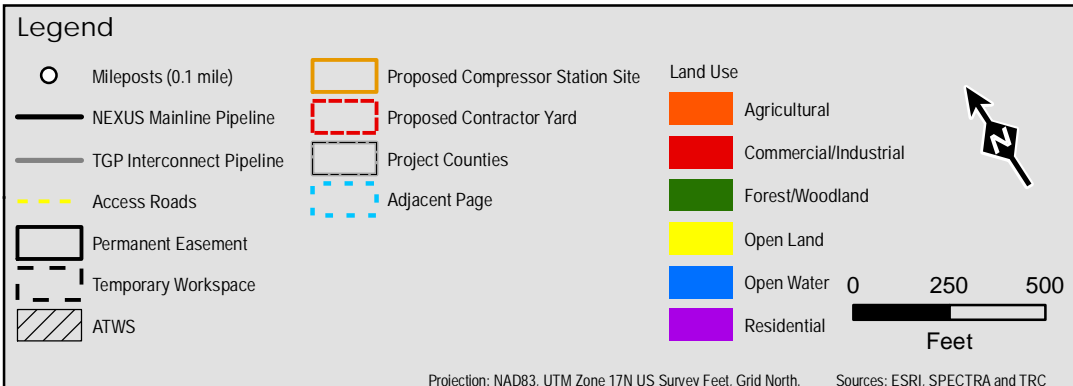 Legend
Mileposts (0.1 mile)
NEXUS Mainline Pipeline
TGP Interconnect Pipeline
Access Roads
Permanent Easement
Temporary Workspace
ATWS
Proposed Compressor Station Site
Proposed Contractor Yard
Project Counties
Adjacent Page
Land Use
Agricultural
Commercial/Industrial
Forest/Woodland
Open Land
Open Water
Residential
N
0 250 500
Feet
Projection: NAD83, UTM Zone 17N US Survey Feet, Grid North. Sources: ESRI, SPECTRA and TRC